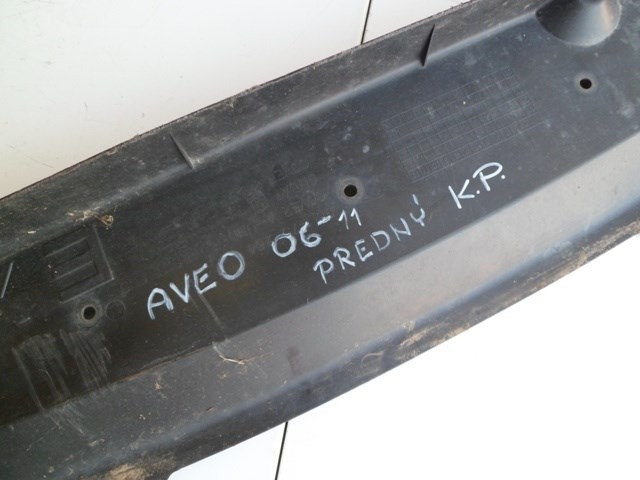 AVEO 06-11
PREDNÝ K.P.